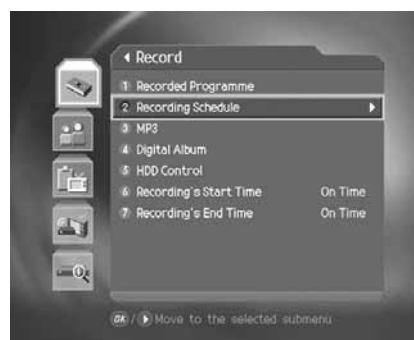 Record
1 Recorded Programme
2 Recording Schedule
3 MP3
4 Digital Album
5 HDD Control
6 Recording's Start Time On Time
7 Recording's End Time On Time
OK / Move to the selected submenu